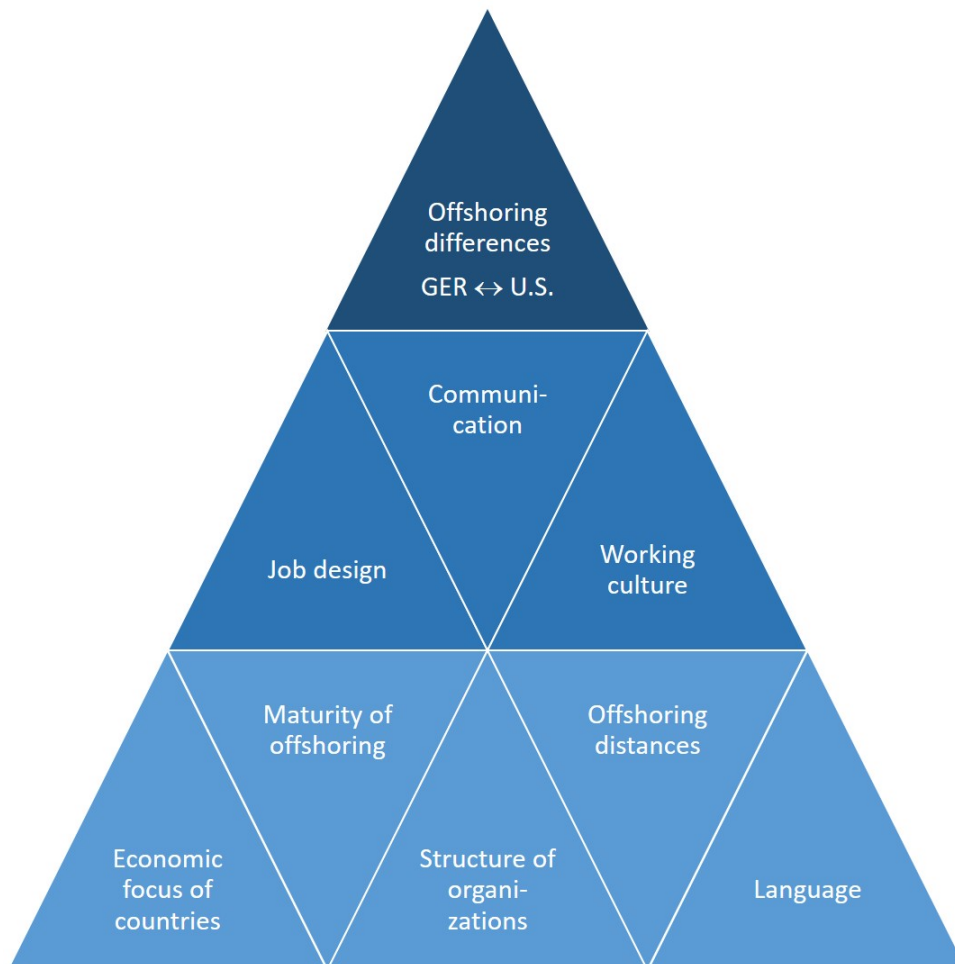 Offshoring
differences
GER ↔ U.S.
Communi-
cation
Job design
Working
culture
Maturity of
offshoring
Offshoring
distances
Economic
focus of
countries
Structure of
organi-
zations
Language